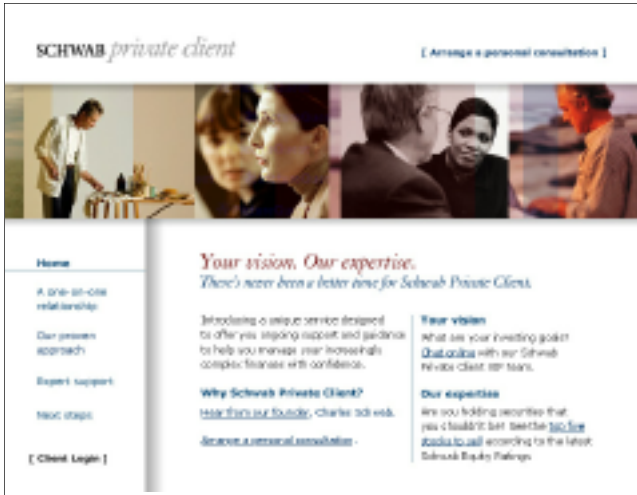 SCHWAB private client
[ Arrange a personal consultation ]
Home
A one-on-one
relationship
Our proven
approach
Expert support
Next steps
[ Client Login ]
Your vision. Our expertise.
There's never been a better time for Schwab Private Client.
Introducing a unique service designed
to offer you ongoing support and guidance
to help you manage your increasingly
complex finances with confidence.
Why Schwab Private Client?
Hear from our founder, Charles Schwab.
Arrange a personal consultation.
Your vision
What are your investing goals?
Chat online with our Schwab
Private Client team.
Our expertise
Are you holding securities that
you shouldn't be? See the top five
stocks to sell according to the latest
Schwab Equity Ratings